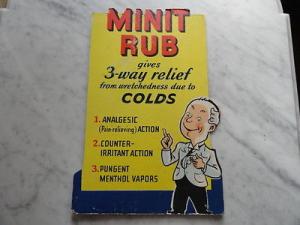 MINIT
RUB
gives
3-way relief
from wretchedness due to
COLDS
1. ANALGESIC
(Pain-relieving) ACTION
2. COUNTER-
IRRITANT ACTION
3. PUNGENT
MENTHOL VAPORS